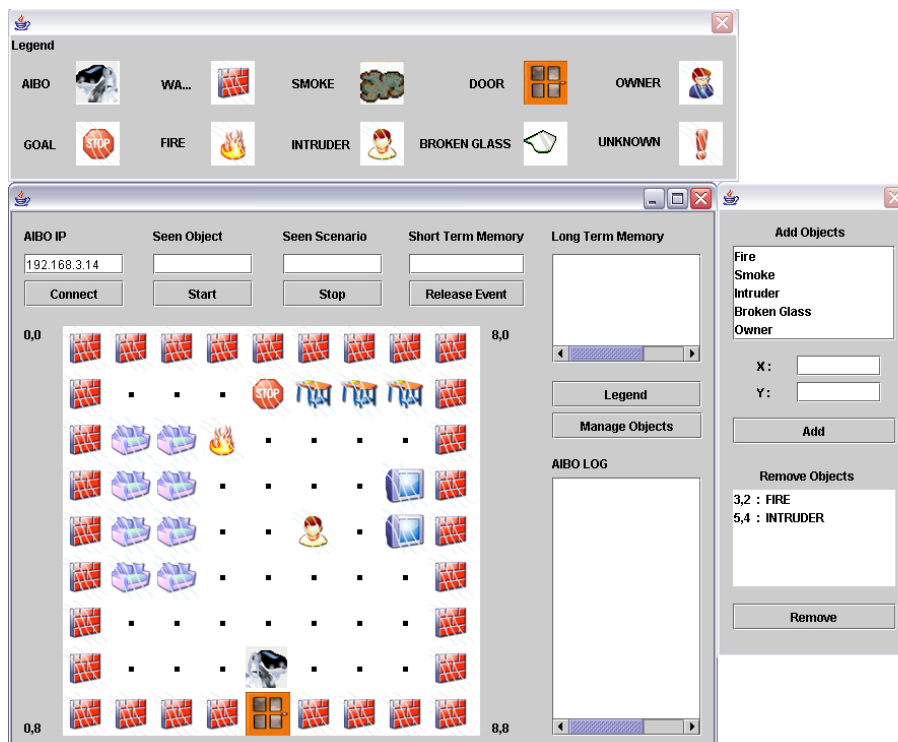 Legend
AIBO WA... SMOKE DOOR OWNER
GOAL STOP FIRE INTRUDER BROKEN GLASS UNKNOWN
AIBO IP Seen Object Seen Scenario Short Term Memory Long Term Memory
192.168.3.14
Connect Start Stop Release Event
0,0 8,0
STOP
Legend
Manage Objects
AIBO LOG
0,8 8,8
Add Objects
Fire
Smoke
Intruder
Broken Glass
Owner
X :
Y :
Add
Remove Objects
3,2 : FIRE
5,4 : INTRUDER
Remove